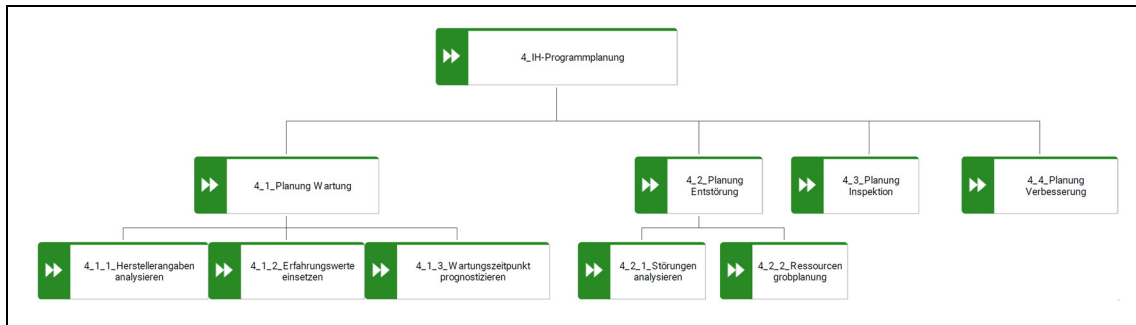 4_IH-Programmplanung
4_1_Planung Wartung
4_2_Planung
Entstörung
4_3_Planung
Inspektion
4_4_Planung
Verbesserung
4_1_1_Herstellerangaben
analysieren
4_1_2_Erfahrungswerte
einsetzen
4_1_3_Wartungszeitpunkt
prognostizieren
4_2_1_Störungen
analysieren
4_2_2_Ressourcen
grobplanung